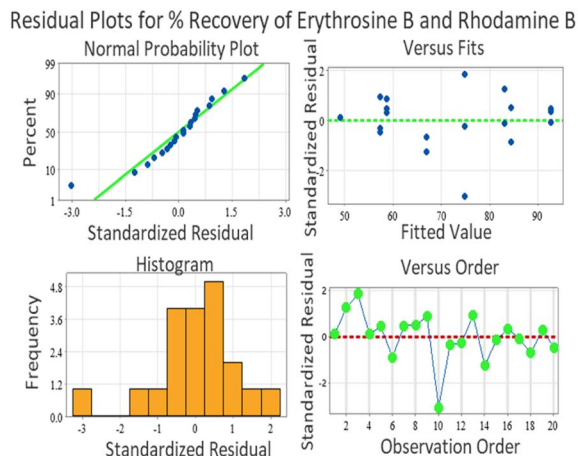 Residual Plots for % Recovery of Erythrosine B and Rhodamine B
Normal Probability Plot
Percent
99
90
50
10
1
-3.0 -1.5 0.0 1.5 3.0
Standardized Residual
Versus Fits
Standardized Residual
2
0
-2
50 60 70 80 90
Fitted Value
Histogram
Frequency
4.8
3.6
2.4
1.2
0.0
-3 -2 -1 0 1 2
Standardized Residual
Versus Order
Standardized Residual
2
0
-2
2 4 6 8 10 12 14 16 18 20
Observation Order